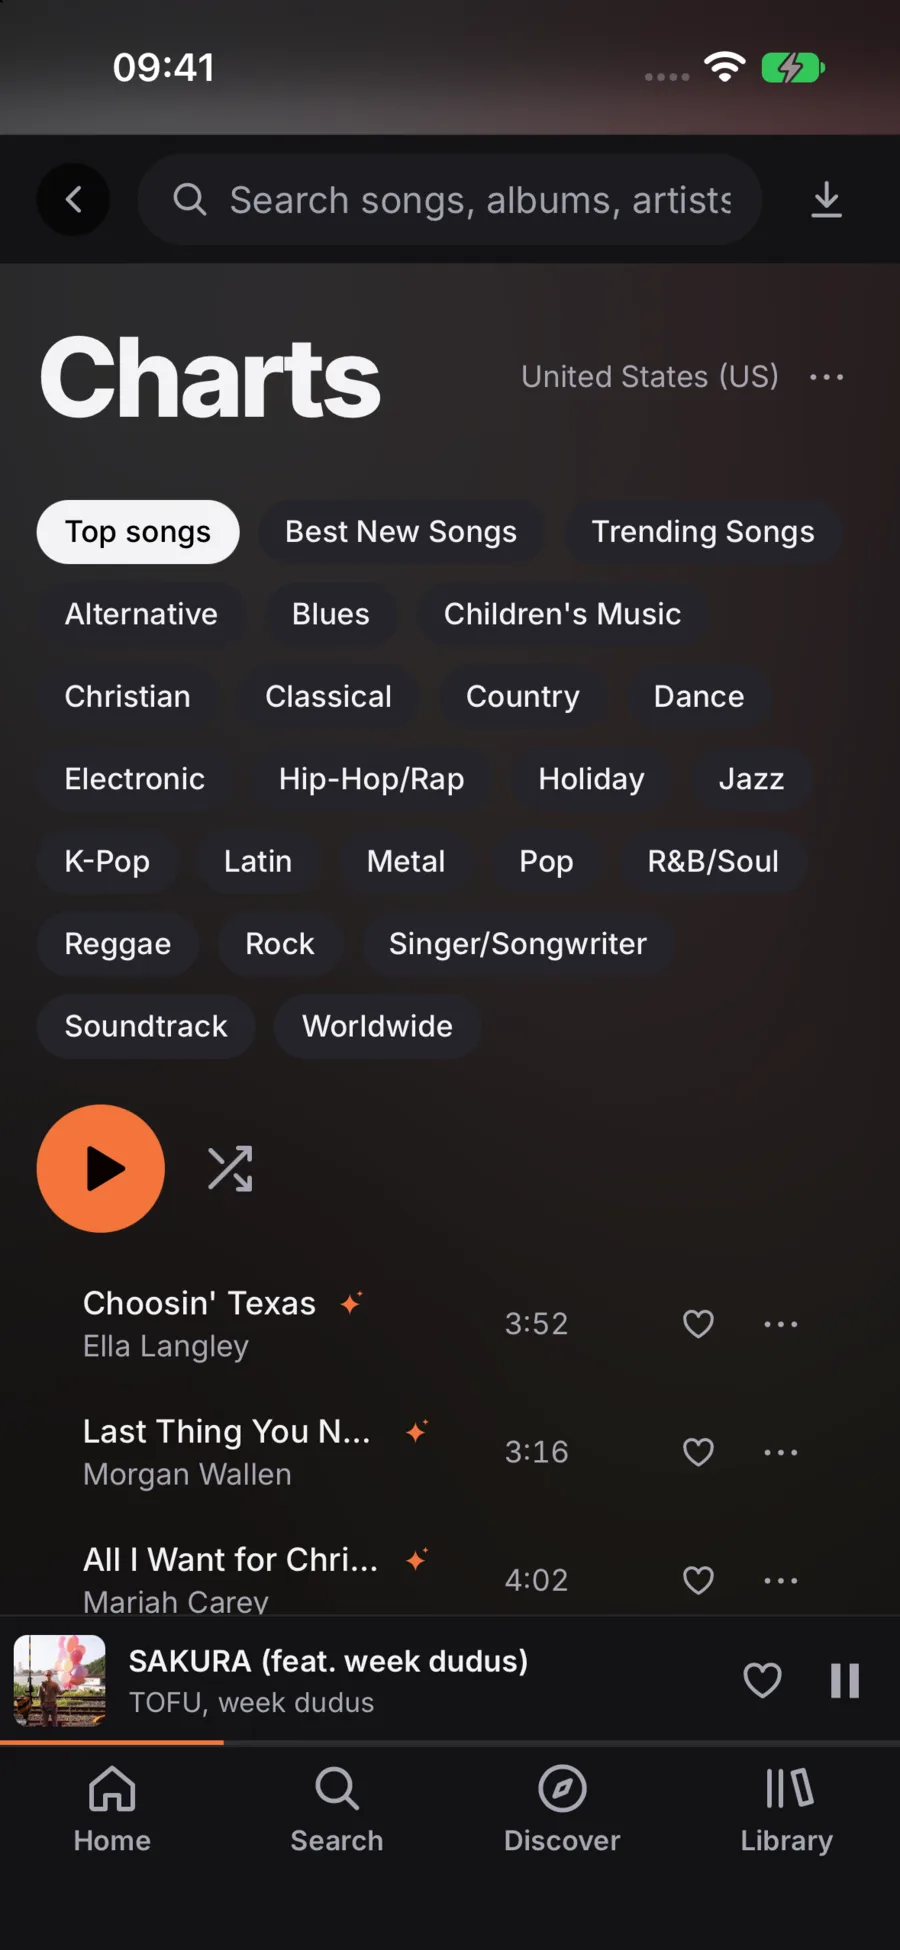 09:41
Search songs, albums, artists
Charts
United States (US)
Top songs Best New Songs Trending Songs
Alternative Blues Children's Music
Christian Classical Country Dance
Electronic Hip-Hop/Rap Holiday Jazz
K-Pop Latin Metal Pop R&B/Soul
Reggae Rock Singer/Songwriter
Soundtrack Worldwide
Choosin' Texas
Ella Langley
3:52
Last Thing You N...
Morgan Wallen
3:16
All I Want for Chri...
Mariah Carey
4:02
SAKURA (feat. week dudus)
TOFU, week dudus
Home Search Discover Library